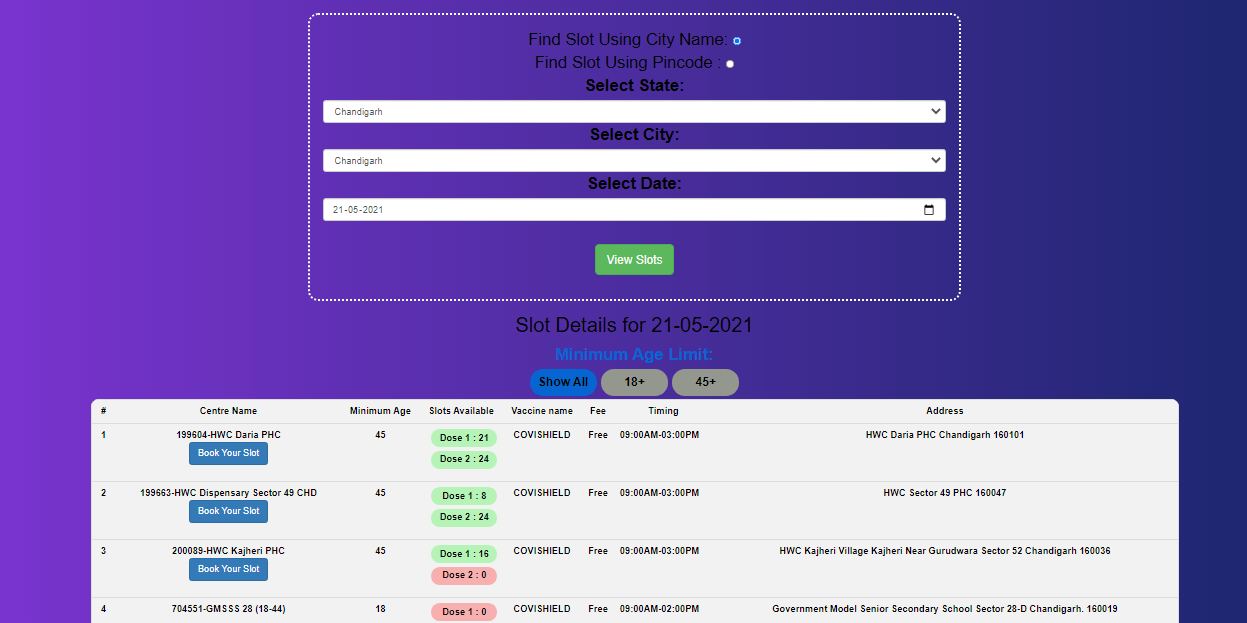 Find Slot Using City Name:
Find Slot Using Pincode :
Select State:
Chandigarh
Select City:
Chandigarh
Select Date:
21-05-2021
View Slots
Slot Details for 21-05-2021
Minimum Age Limit:
Show All 18+ 45+
# Centre Name Minimum Age Slots Available Vaccine name Fee Timing Address
1 199604-HWC Daria PHC 45 Dose 1 : 21 COVISHIELD Free 09:00AM-03:00PM HWC Daria PHC Chandigarh 160101
Book Your Slot Dose 2 : 24
2 199663-HWC Dispensary Sector 49 CHD 45 Dose 1 : 8 COVISHIELD Free 09:00AM-03:00PM HWC Sector 49 PHC 160047
Book Your Slot Dose 2 : 24
3 200089-HWC Kajheri PHC 45 Dose 1 : 16 COVISHIELD Free 09:00AM-03:00PM HWC Kajheri Village Kajheri Near Gurudwara Sector 52 Chandigarh 160036
Book Your Slot Dose 2 : 0
4 704551-GMSSS 28 (18-44) 18 Dose 1 : 0 COVISHIELD Free 09:00AM-02:00PM Government Model Senior Secondary School Sector 28-D Chandigarh. 160019